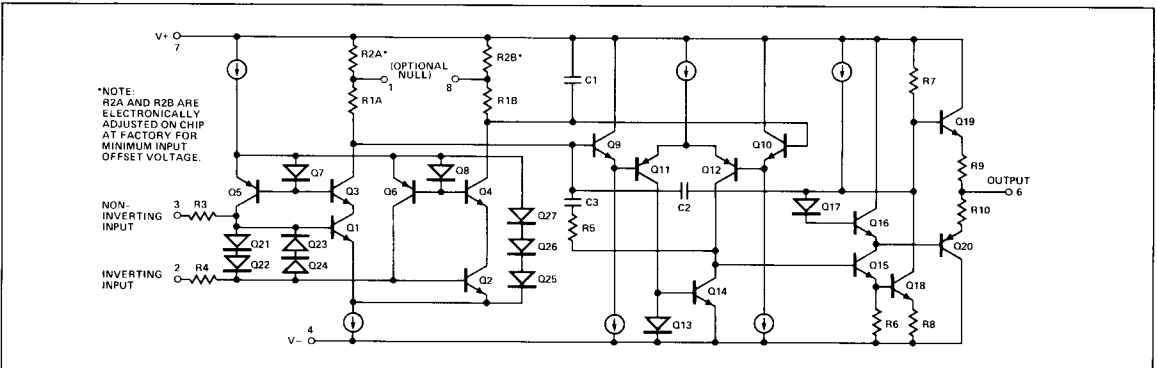 V+
7
R2A*
(OPTIONAL
NULL)
R2B*
1
8
R1A
R1B
C1
R7
*NOTE:
R2A AND R2B ARE
ELECTRONICALLY
ADJUSTED ON CHIP
AT FACTORY FOR
MINIMUM INPUT
OFFSET VOLTAGE.
Q19
Q9
Q10
Q11
Q12
R9
OUTPUT
6
R10
Q5
Q7
Q3
Q6
Q8
Q4
NON-
INVERTING
INPUT
3
R3
Q27
C3
C2
Q17
Q16
Q21
Q23
Q1
R5
Q20
Q22
Q24
Q26
Q15
INVERTING
INPUT
2
R4
Q2
Q25
Q14
Q18
Q13
R6
R8
V−
4